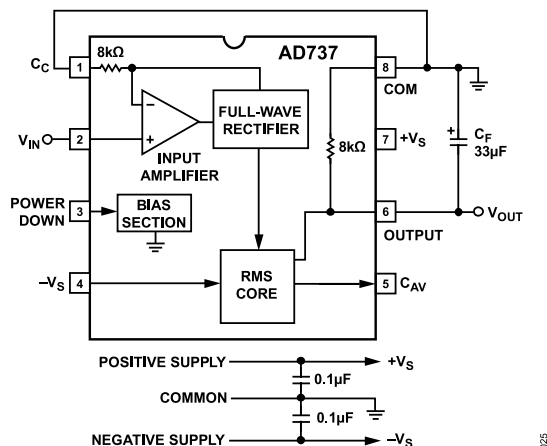 8kΩ
AD737
CC
1
8
COM
FULL-WAVE
RECTIFIER
VIN
2
−
+
INPUT
AMPLIFIER
8kΩ
7
+VS
+
CF
33µF
POWER
DOWN
3
BIAS
SECTION
6
OUTPUT
VOUT
−VS
4
RMS
CORE
5
CAV
POSITIVE SUPPLY
+VS
0.1µF
COMMON
0.1µF
NEGATIVE SUPPLY
−VS
025